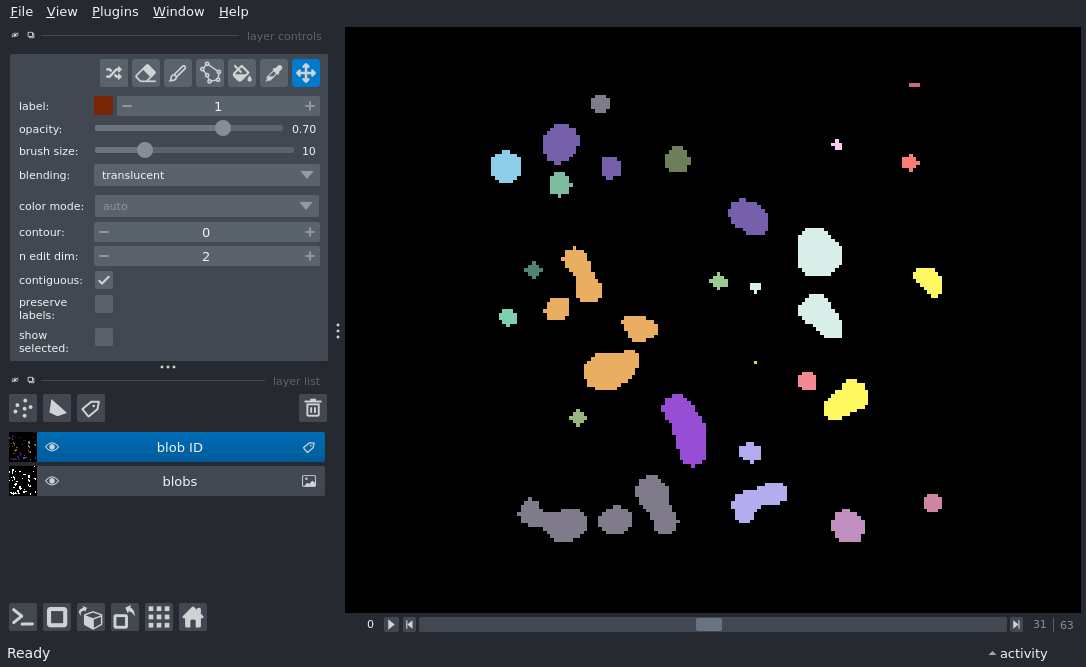 File View Plugins Window Help
layer controls
label: 1
opacity: 0.70
brush size: 10
blending: translucent
color mode: auto
contour: 0
n edit dim: 2
contiguous:
preserve
labels:
show
selected:
layer list
blob ID
blobs
0 31 | 63
Ready activity